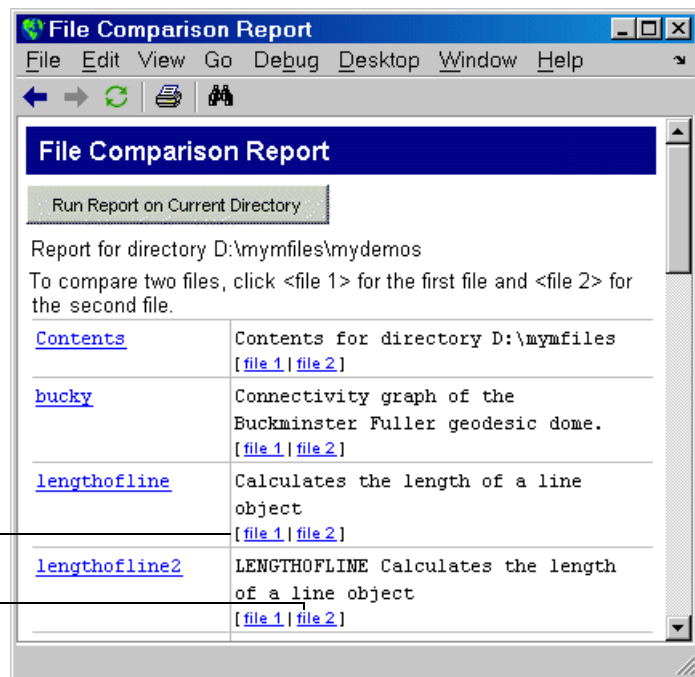 File Comparison Report
File Edit View Go Debug Desktop Window Help
File Comparison Report
Run Report on Current Directory
Report for directory D:\mymfiles\mydemos
To compare two files, click <file 1> for the first file and <file 2> for
the second file.
Contents
Contents for directory D:\mymfiles
[ file 1 | file 2 ]
bucky
Connectivity graph of the
Buckminster Fuller geodesic dome.
[ file 1 | file 2 ]
lengthofline
Calculates the length of a line
object
[ file 1 | file 2 ]
lengthofline2
LENGTHOFLINE Calculates the length
of a line object
[ file 1 | file 2 ]